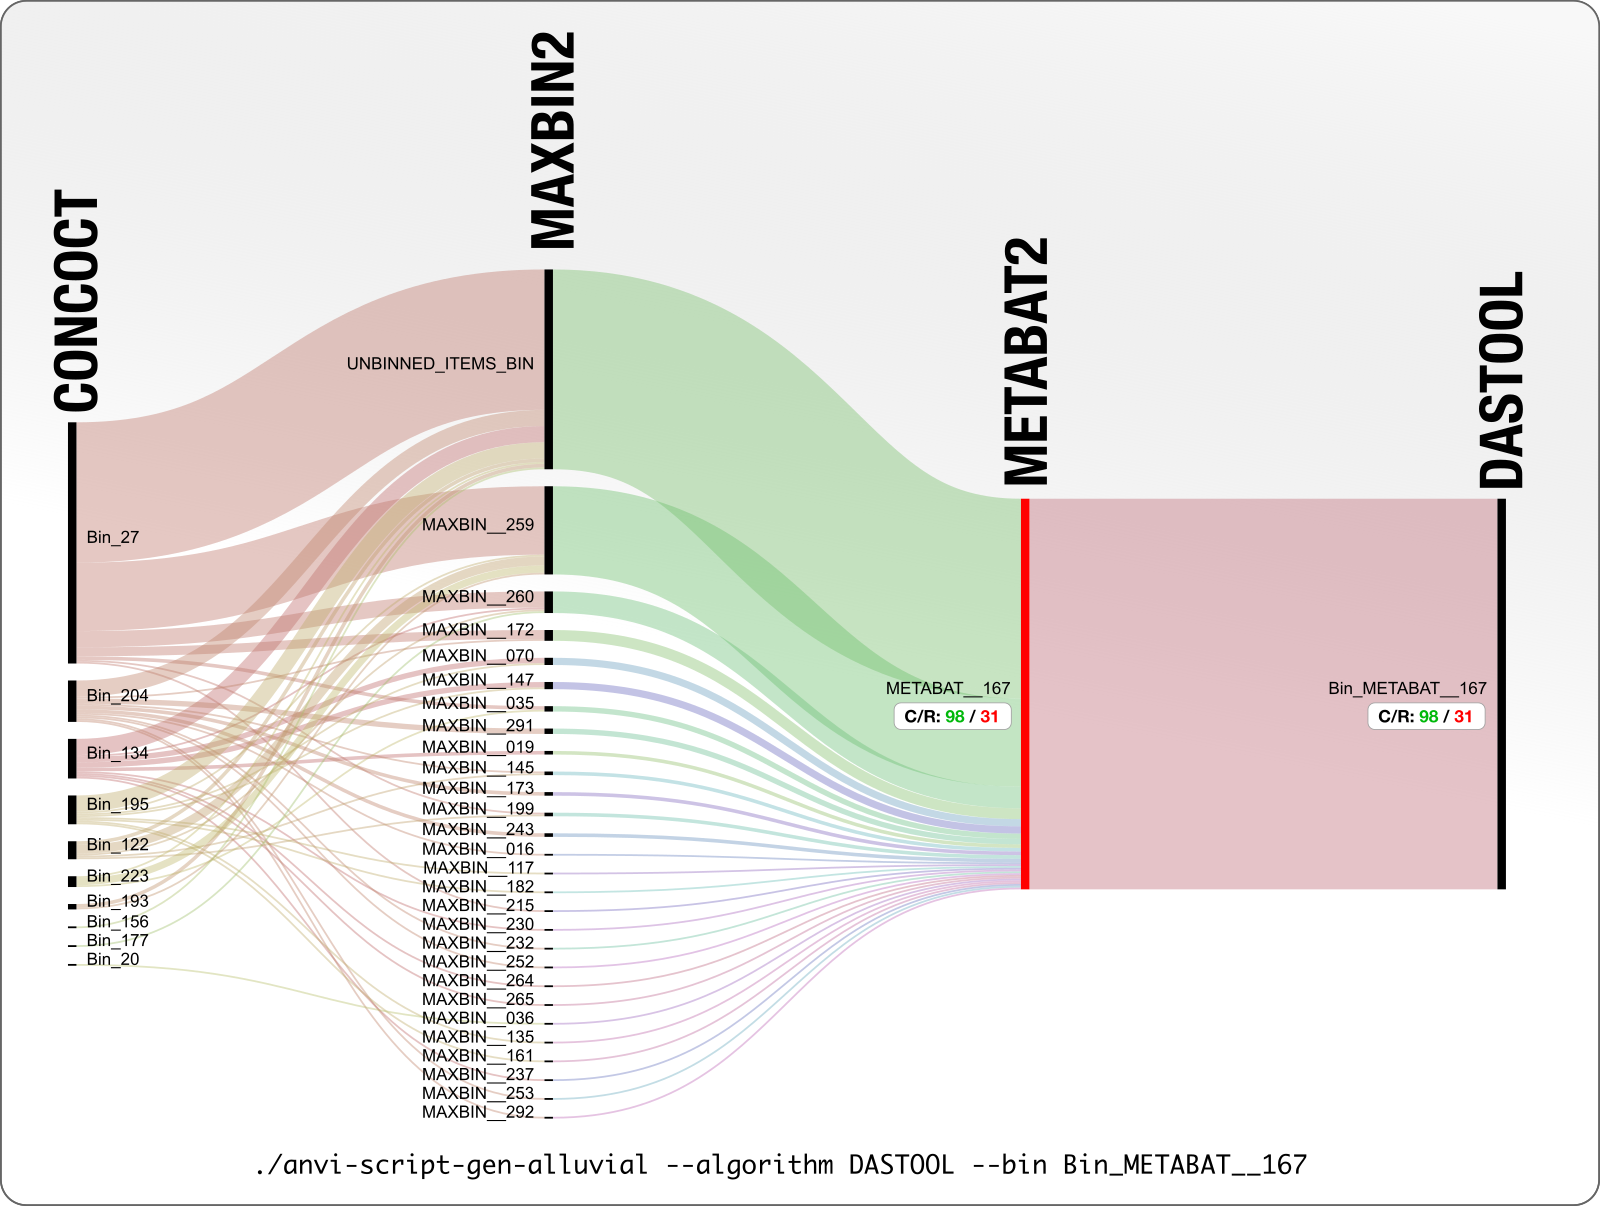 CONCOCT
Bin_27
Bin_204
Bin_134
Bin_195
Bin_122
Bin_223
Bin_193
Bin_156
Bin_177
Bin_20
MAXBIN2
UNBINNED_ITEMS_BIN
MAXBIN__259
MAXBIN__260
MAXBIN__172
MAXBIN__070
MAXBIN__147
MAXBIN__035
MAXBIN__291
MAXBIN__019
MAXBIN__145
MAXBIN__173
MAXBIN__199
MAXBIN__243
MAXBIN__016
MAXBIN__117
MAXBIN__182
MAXBIN__215
MAXBIN__230
MAXBIN__232
MAXBIN__252
MAXBIN__264
MAXBIN__265
MAXBIN__036
MAXBIN__135
MAXBIN__161
MAXBIN__237
MAXBIN__253
MAXBIN__292
METABAT2
METABAT__167
C/R: 98 / 31
DASTOOL
Bin_METABAT__167
C/R: 98 / 31
./anvi-script-gen-alluvial --algorithm DASTOOL --bin Bin_METABAT__167